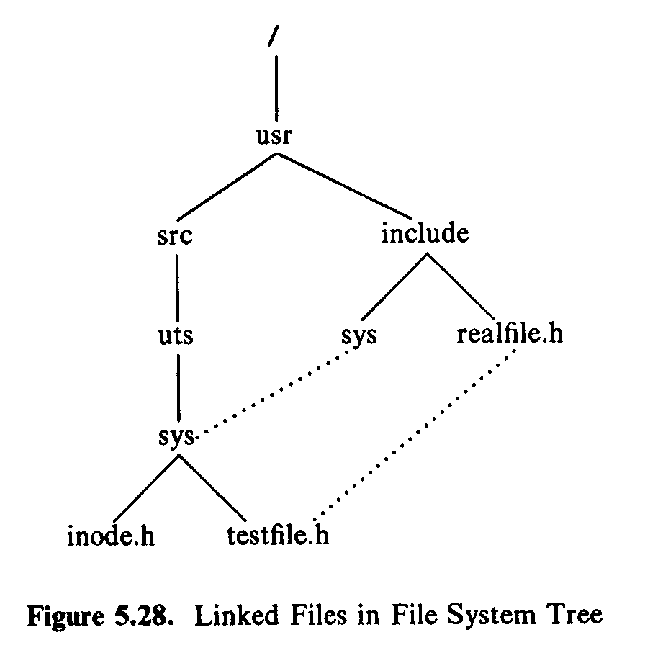 /
usr
src include
uts sys realfile.h
sys
inode.h testfile.h
Figure 5.28. Linked Files in File System Tree